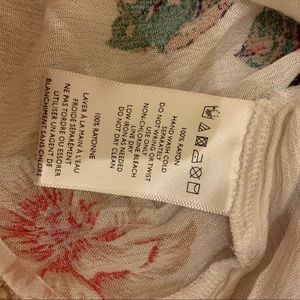 100% RAYON
HAND WASH COLD
SEPARATELY
DO NOT WRING OR TWIST
USE ONLY
NON-CHLORINE BLEACH
LINE DRY
LOW IRON AS NEEDED
DO NOT DRY CLEAN
100% RAYONNE
LAVER À LA MAIN À L'EAU
FROIDE SÉPARÉMENT
NE PAS TORDRE OU ESSORER
UTILISER UN AGENT DE
BLANCHIMENT SANS CHLORE